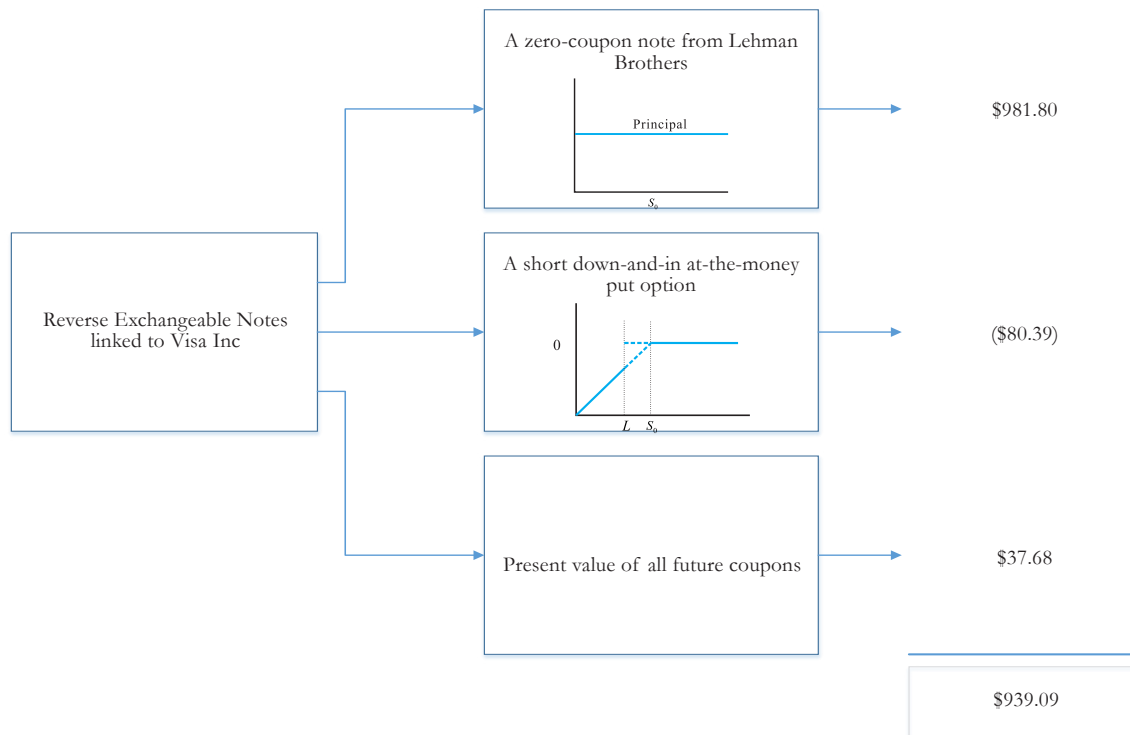 A zero-coupon note from Lehman
Brothers
Principal
S₀
$981.80
Reverse Exchangeable Notes
linked to Visa Inc
A short down-and-in at-the-money
put option
0
L S₀
($80.39)
Present value of all future coupons
$37.68
$939.09